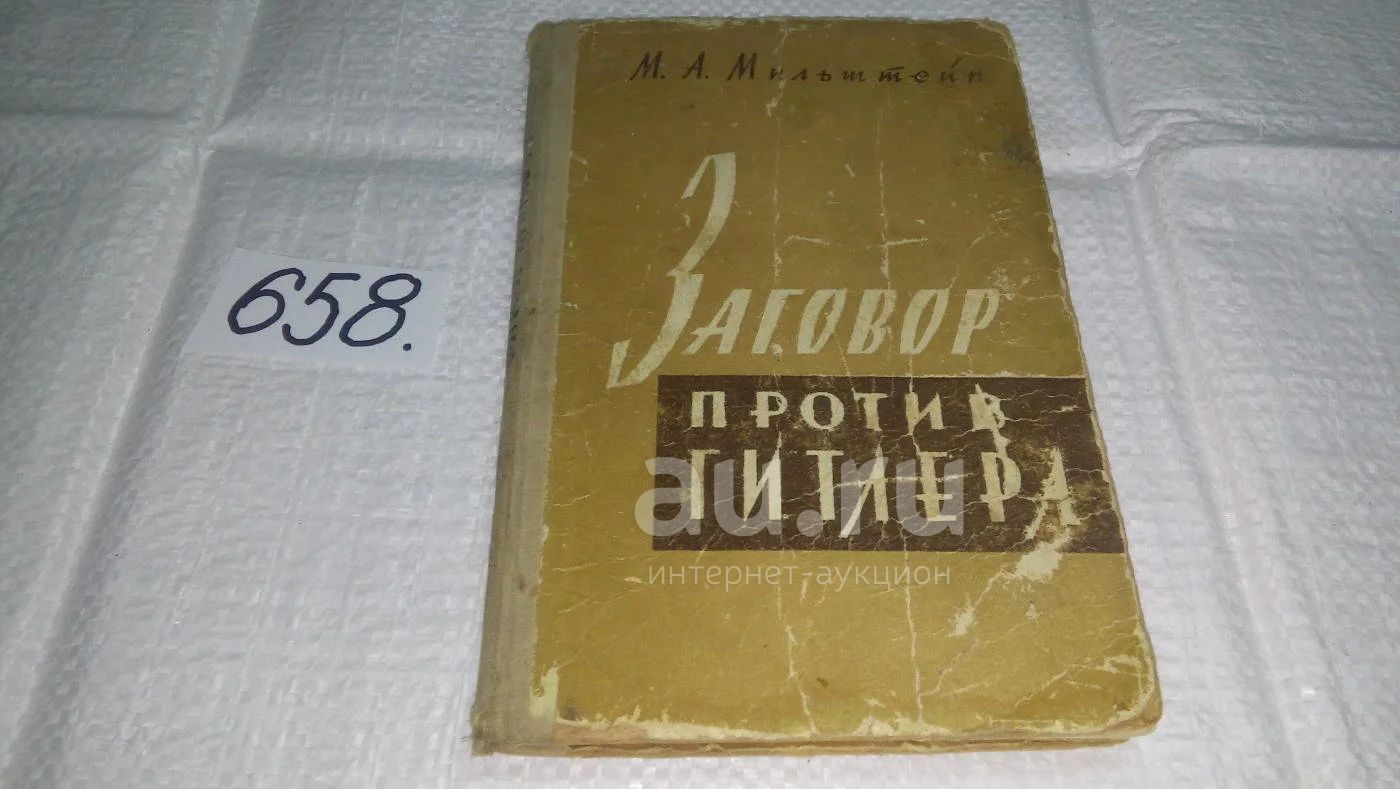 М. А. Мильштейн
ЗАГОВОР
ПРОТИВ
ГИТЛЕРА
658.
au.ru
интернет-аукцион